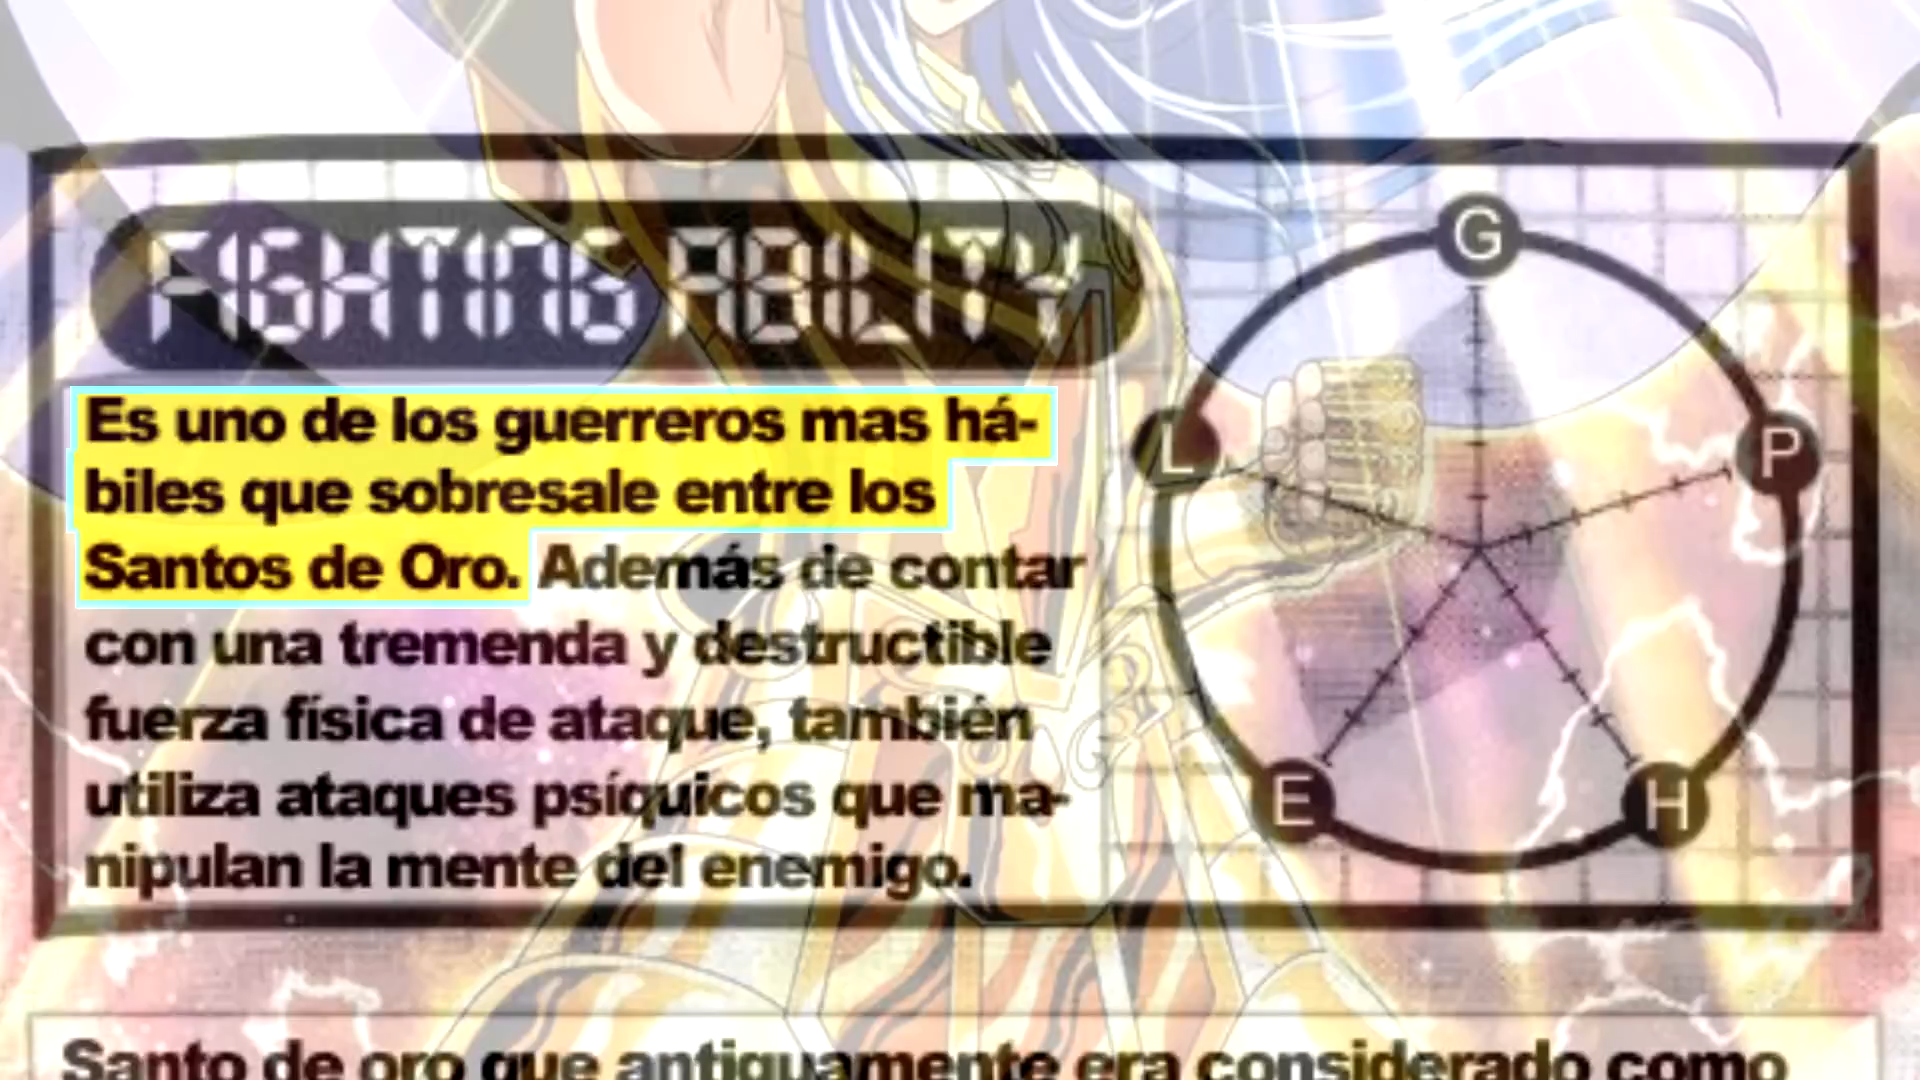 FIGHTING ABILITY
Es uno de los guerreros mas há-
biles que sobresale entre los
Santos de Oro. Además de contar
con una tremenda y destructible
fuerza física de ataque, también
utiliza ataques psíquicos que ma-
nipulan la mente del enemigo.
G
L
P
E
H
Santo de oro que antiguamente era considerado como